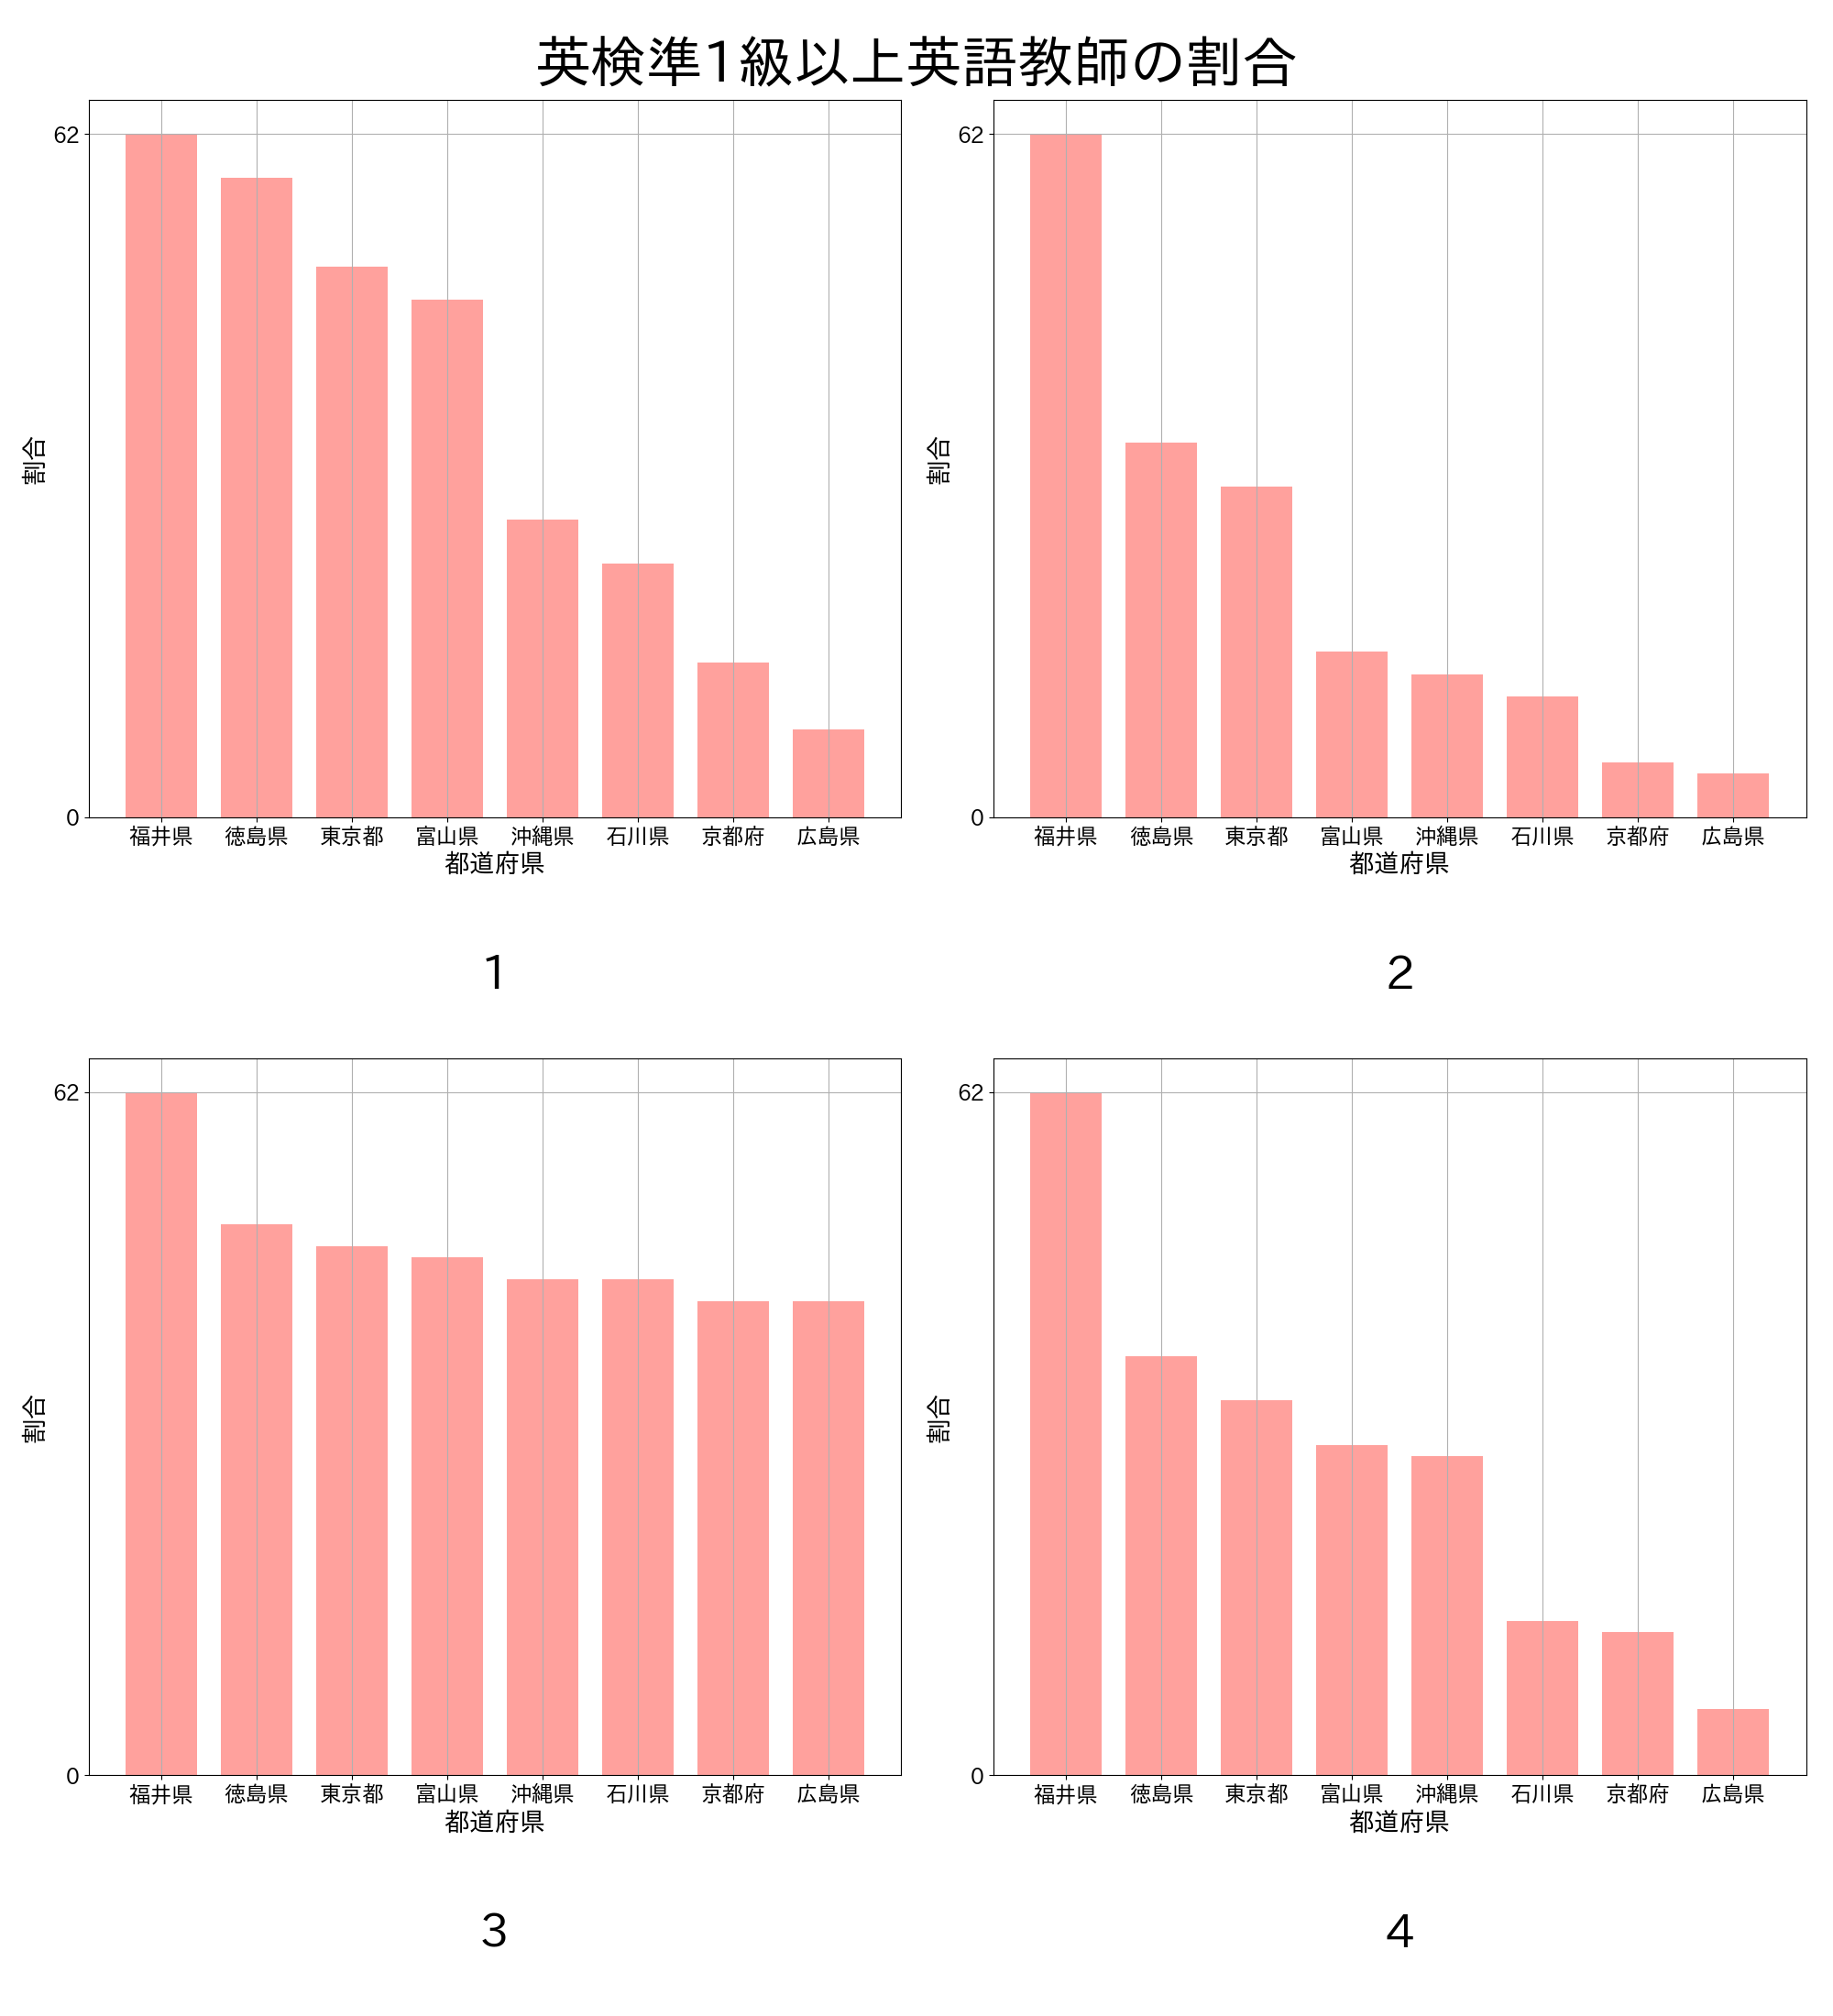 英検準1級以上英語教師の割合
62
0
割合
福井県 徳島県 東京都 富山県 沖縄県 石川県 京都府 広島県
都道府県
1
62
0
割合
福井県 徳島県 東京都 富山県 沖縄県 石川県 京都府 広島県
都道府県
2
62
0
割合
福井県 徳島県 東京都 富山県 沖縄県 石川県 京都府 広島県
都道府県
3
62
0
割合
福井県 徳島県 東京都 富山県 沖縄県 石川県 京都府 広島県
都道府県
4